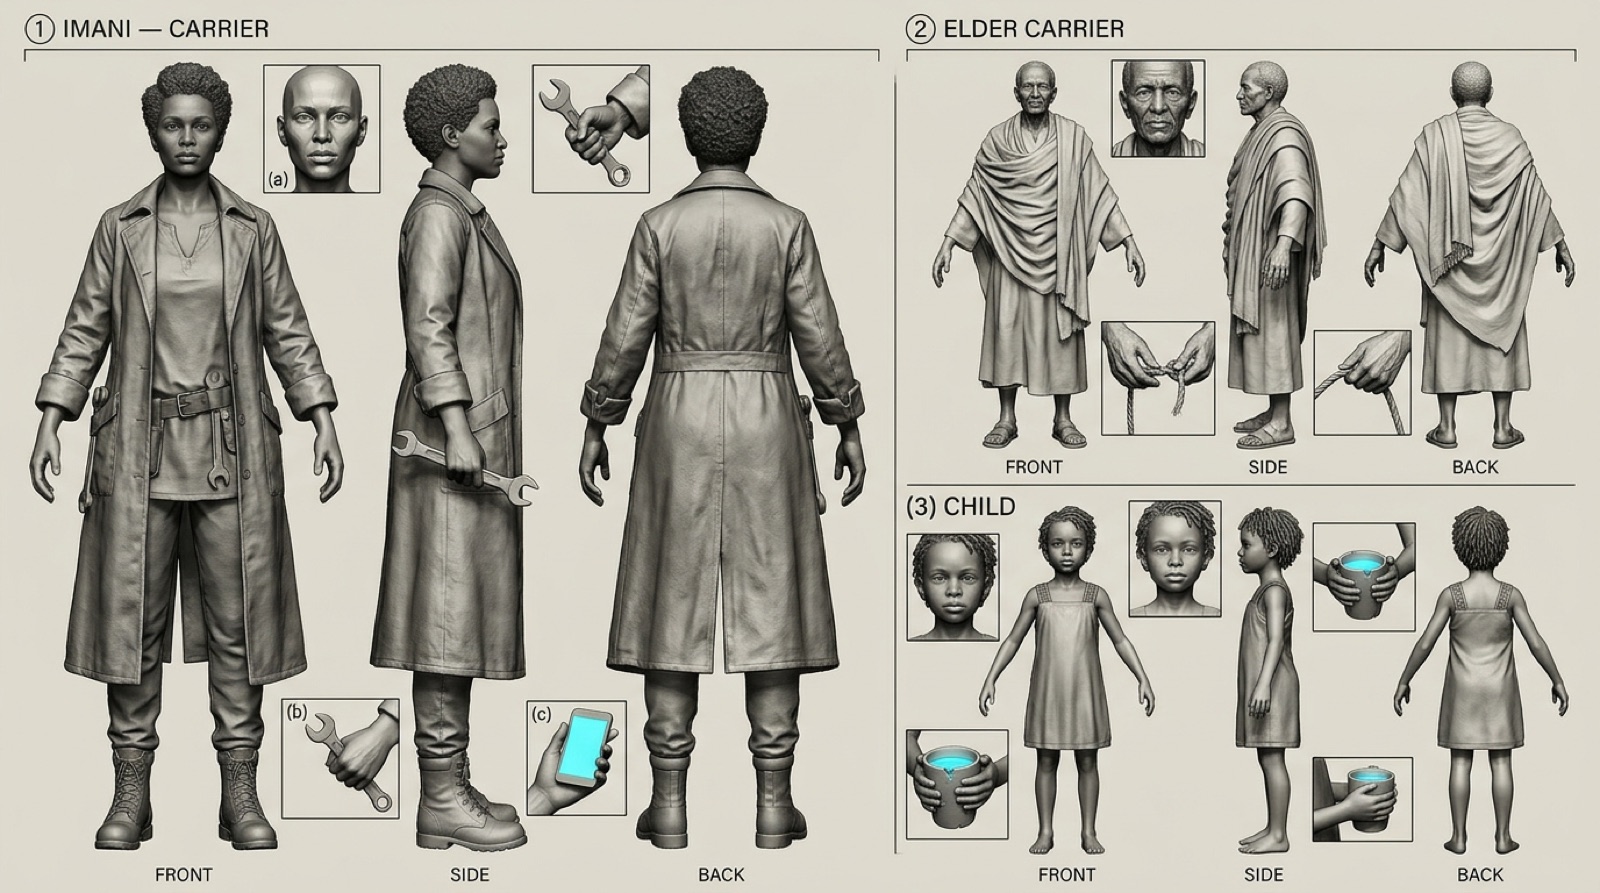 ① IMANI — CARRIER
(a)
(b)
(c)
FRONT
SIDE
BACK
② ELDER CARRIER
FRONT
SIDE
BACK
(3) CHILD
FRONT
SIDE
BACK